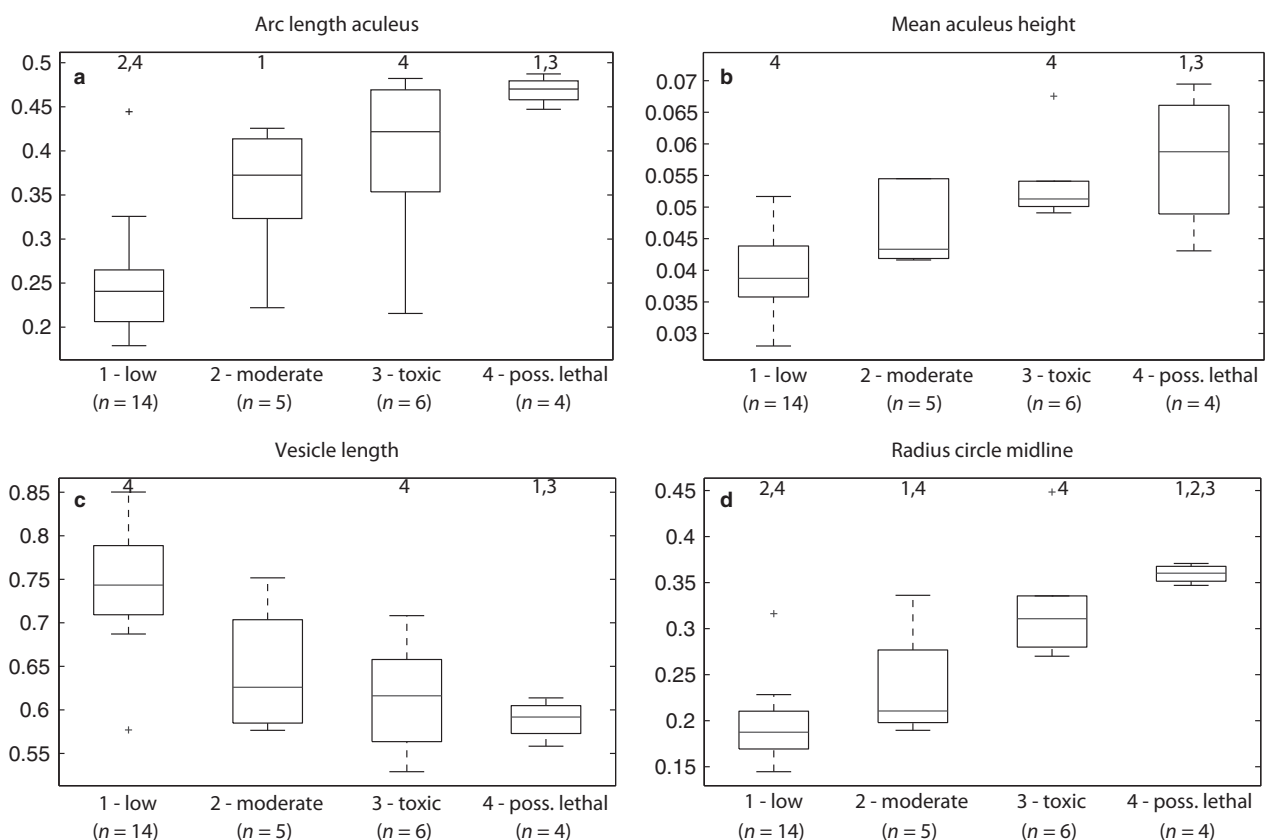 Arc length aculeus
a
2,4 1 4 1,3
0.5
0.45
0.4
0.35
0.3
0.25
0.2
1 - low 2 - moderate 3 - toxic 4 - poss. lethal
(n = 14) (n = 5) (n = 6) (n = 4)
Mean aculeus height
b
4 4 1,3
0.07
0.065
0.06
0.055
0.05
0.045
0.04
0.035
0.03
1 - low 2 - moderate 3 - toxic 4 - poss. lethal
(n = 14) (n = 5) (n = 6) (n = 4)
Vesicle length
c
4 4 1,3
0.85
0.8
0.75
0.7
0.65
0.6
0.55
1 - low 2 - moderate 3 - toxic 4 - poss. lethal
(n = 14) (n = 5) (n = 6) (n = 4)
Radius circle midline
d
2,4 1,4 4 1,2,3
0.45
0.4
0.35
0.3
0.25
0.2
0.15
1 - low 2 - moderate 3 - toxic 4 - poss. lethal
(n = 14) (n = 5) (n = 6) (n = 4)